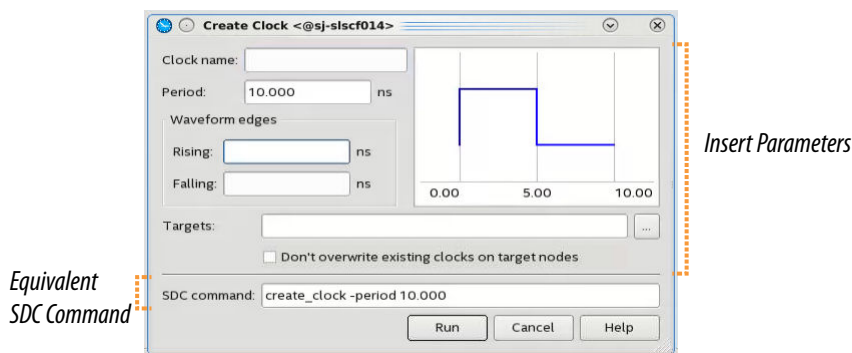 Create Clock <@sj-slscf014>
Clock name:
Period: 10.000 ns
Waveform edges
Rising: ns
Falling: ns
0.00 5.00 10.00
Insert Parameters
Targets: ...
Don't overwrite existing clocks on target nodes
Equivalent
SDC Command
SDC command: create_clock -period 10.000
Run Cancel Help